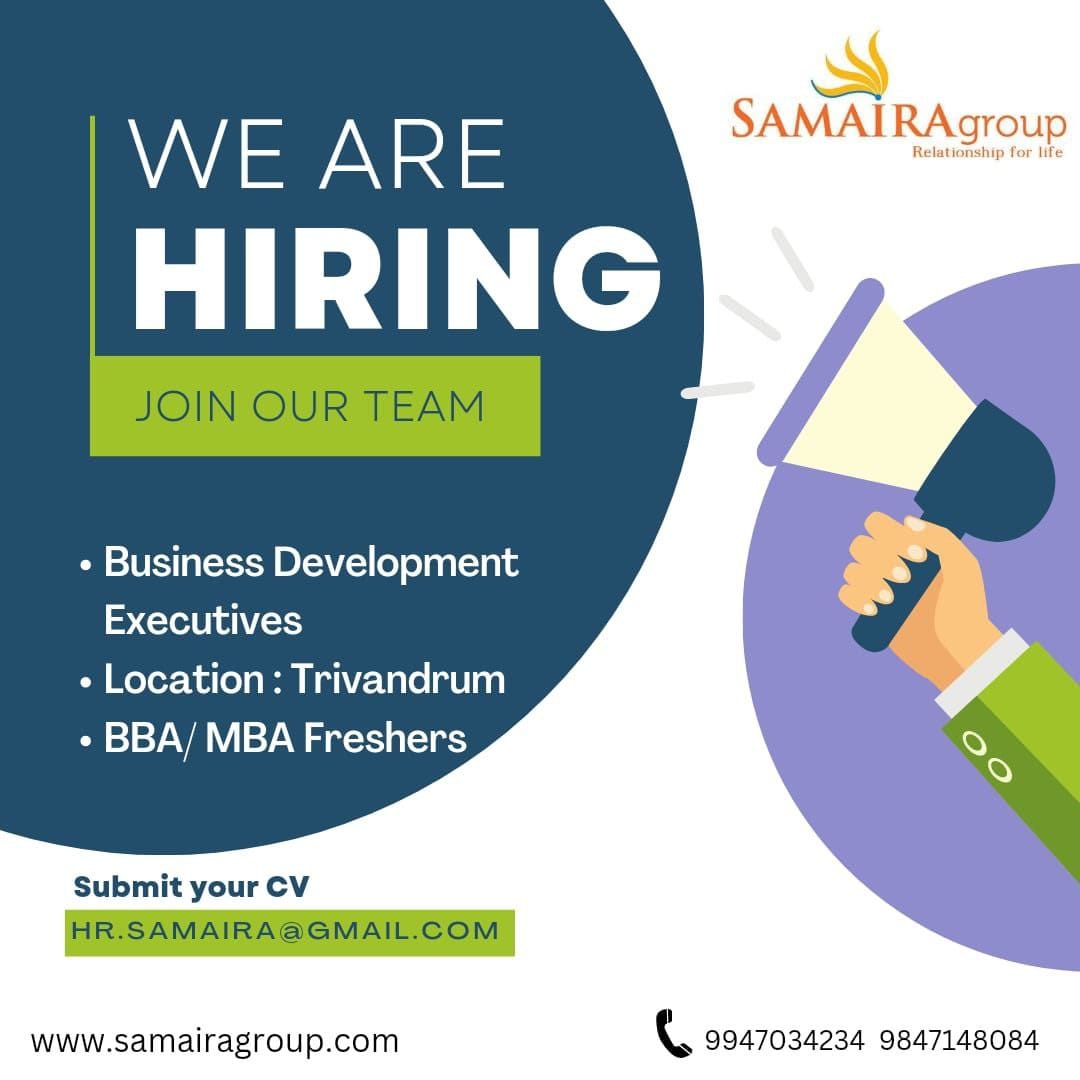 SAMAIRAgroup
Relationship for life
WE ARE
HIRING
JOIN OUR TEAM
• Business Development
Executives
• Location : Trivandrum
• BBA/ MBA Freshers
Submit your CV
HR.SAMAIRA@GMAIL.COM
www.samairagroup.com
9947034234 9847148084